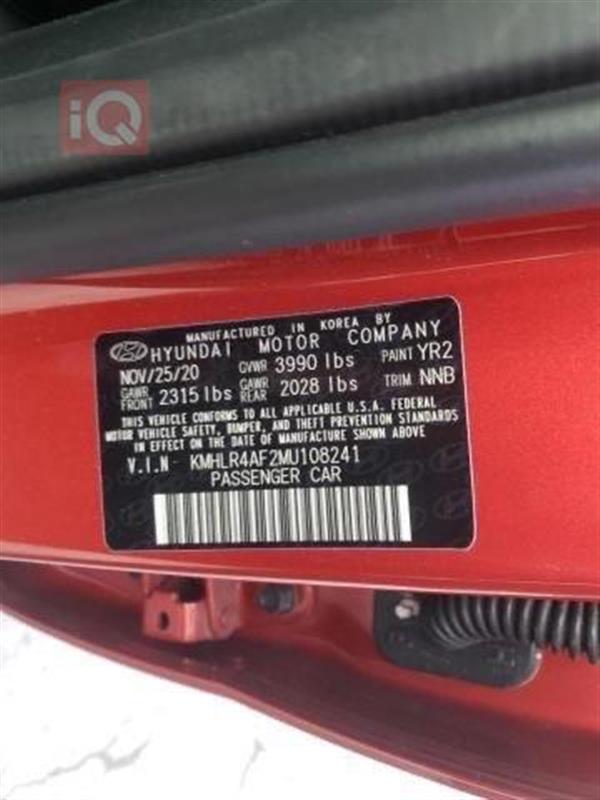 iQ
MANUFACTURED IN KOREA BY
HYUNDAI MOTOR COMPANY
NOV/25/20 GVWR 3990 lbs PAINT YR2
GAWR FRONT 2315 lbs GAWR REAR 2028 lbs TRIM NNB
THIS VEHICLE CONFORMS TO ALL APPLICABLE U.S.A. FEDERAL
MOTOR VEHICLE SAFETY, BUMPER, AND THEFT PREVENTION STANDARDS
IN EFFECT ON THE DATE OF MANUFACTURE SHOWN ABOVE.
V.I.N KMHLR4AF2MU108241
PASSENGER CAR